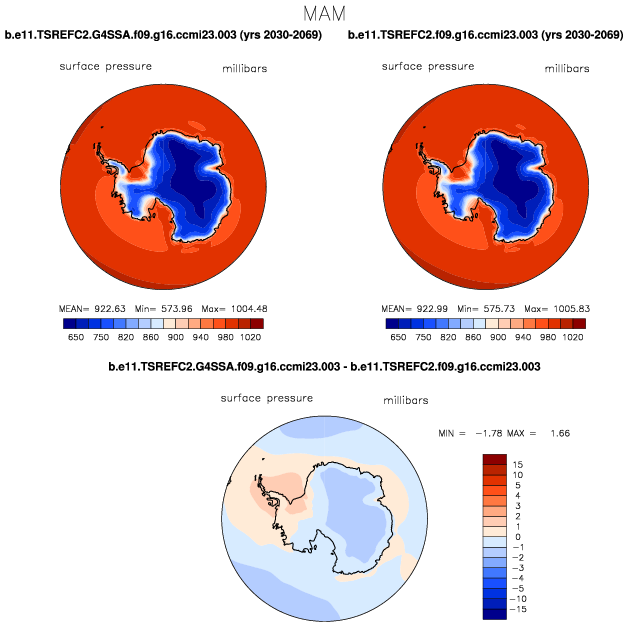 MAM
b.e11.TSREFC2.G4SSA.f09.g16.ccmi23.003 (yrs 2030-2069)
b.e11.TSREFC2.f09.g16.ccmi23.003 (yrs 2030-2069)
surface pressure millibars
surface pressure millibars
MEAN= 922.63 Min= 573.96 Max= 1004.48
MEAN= 922.99 Min= 575.73 Max= 1005.83
650 750 820 860 900 940 980 1020
650 750 820 860 900 940 980 1020
b.e11.TSREFC2.G4SSA.f09.g16.ccmi23.003 - b.e11.TSREFC2.f09.g16.ccmi23.003
surface pressure millibars
MIN = -1.78 MAX = 1.66
15
10
5
4
3
2
1
0
-1
-2
-3
-4
-5
-10
-15